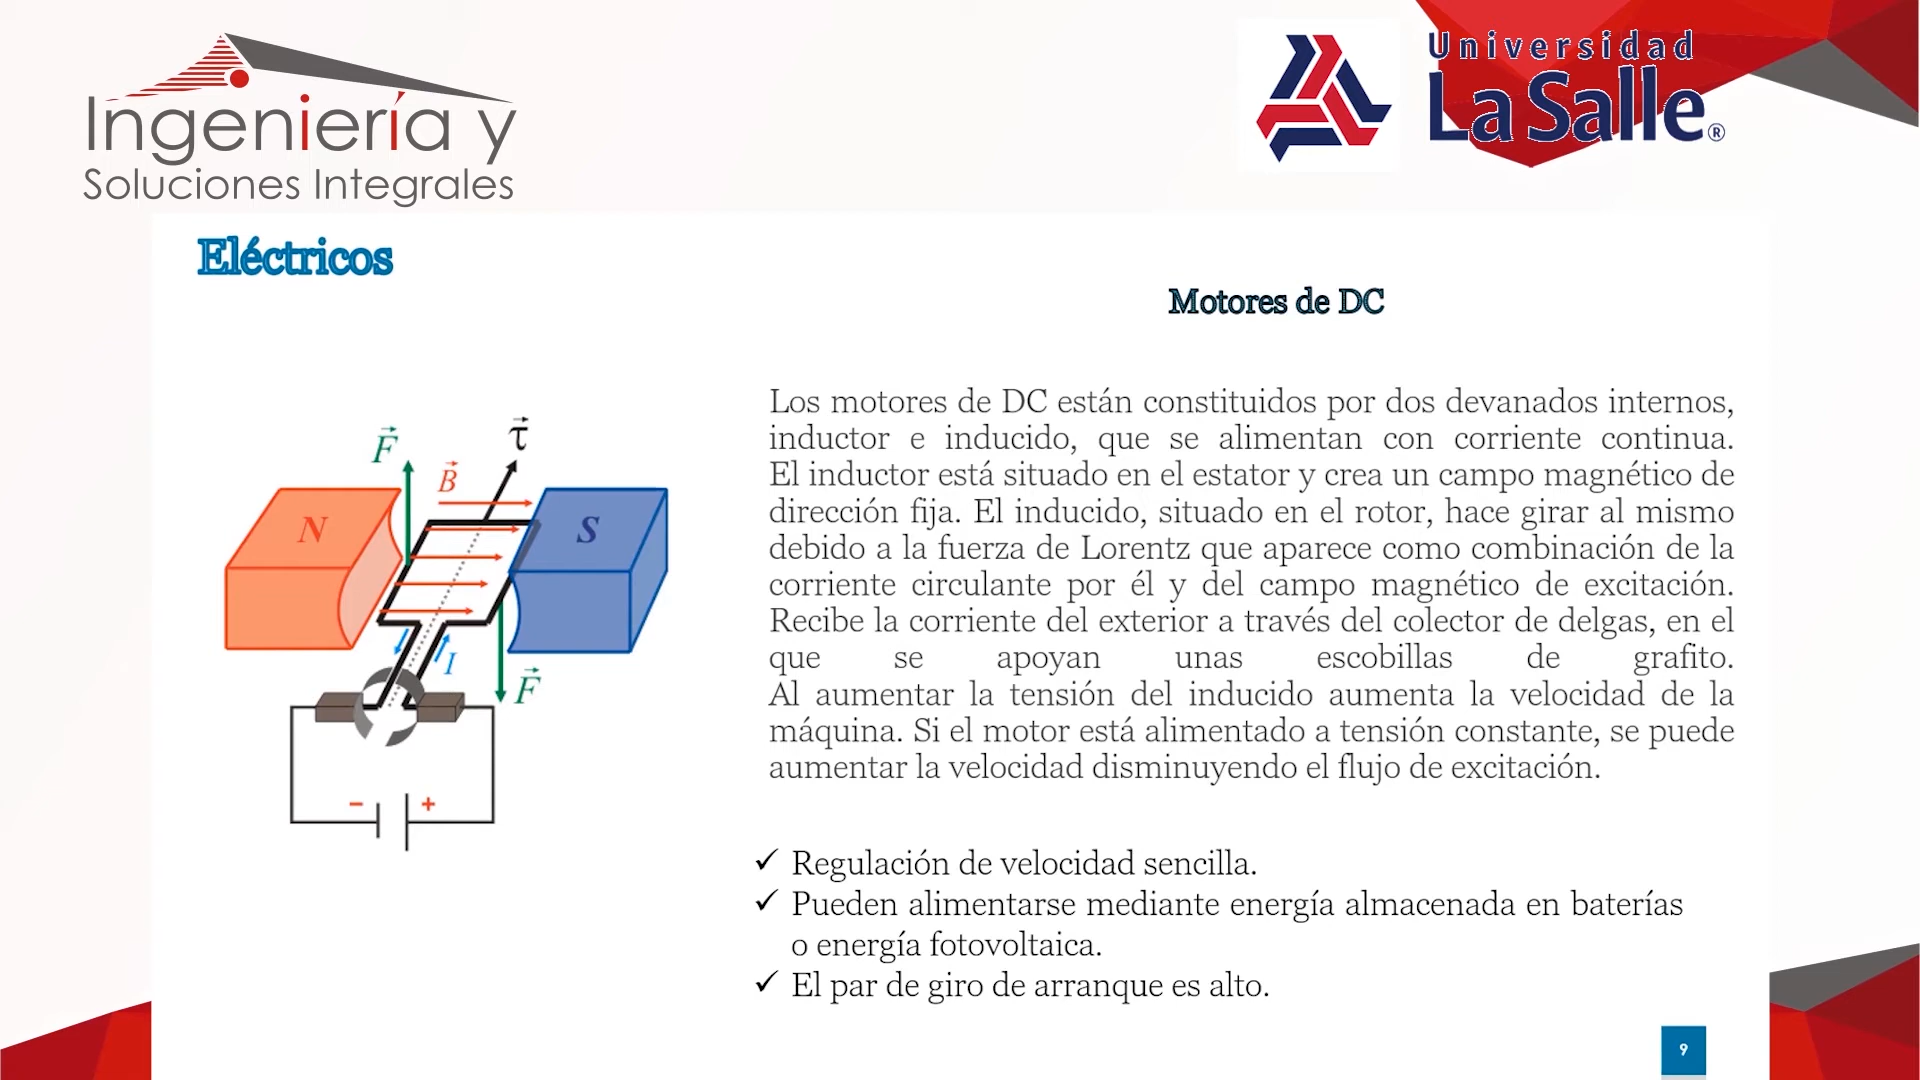 Ingeniería y
Soluciones Integrales
Universidad
La Salle®
Eléctricos
Motores de DC
Los motores de DC están constituidos por dos devanados internos,
inductor e inducido, que se alimentan con corriente continua.
El inductor está situado en el estator y crea un campo magnético de
dirección fija. El inducido, situado en el rotor, hace girar al mismo
debido a la fuerza de Lorentz que aparece como combinación de la
corriente circulante por él y del campo magnético de excitación.
Recibe la corriente del exterior a través del colector de delgas, en el
que se apoyan unas escobillas de grafito.
Al aumentar la tensión del inducido aumenta la velocidad de la
máquina. Si el motor está alimentado a tensión constante, se puede
aumentar la velocidad disminuyendo el flujo de excitación.
F
τ
B
N
S
I
F
− +
✓ Regulación de velocidad sencilla.
✓ Pueden alimentarse mediante energía almacenada en baterías
o energía fotovoltaica.
✓ El par de giro de arranque es alto.
9